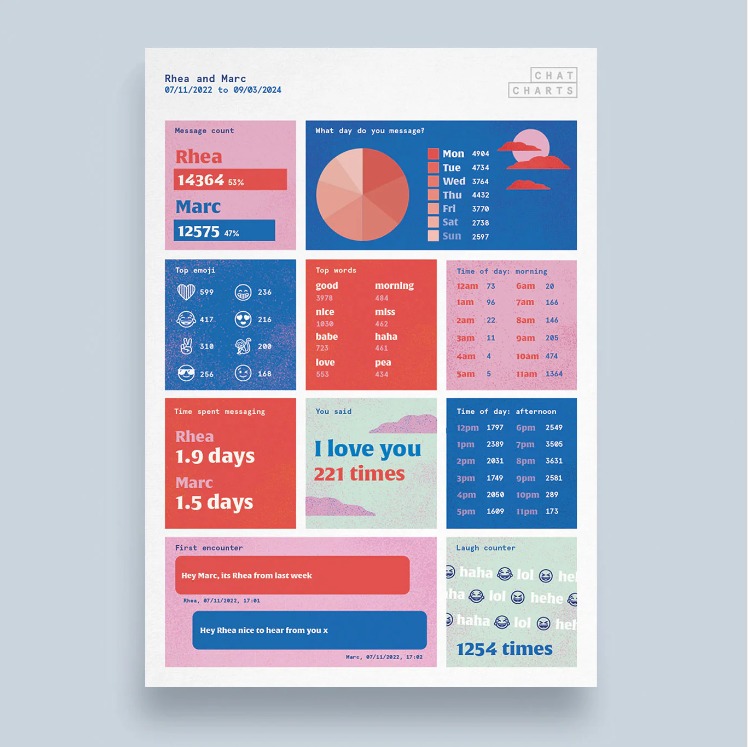 Rhea and Marc
07/11/2022 to 09/03/2024
CHAT
CHARTS
Message count
Rhea
14364 53%
Marc
12575 47%
What day do you message?
Mon 4904
Tue 4734
Wed 3764
Thu 4432
Fri 3770
Sat 2738
Sun 2597
Top emoji
599 236
417 216
310 200
256 168
Top words
good morning
3978 484
nice miss
1030 462
babe haha
723 461
love pea
553 434
Time of day: morning
12am 73 6am 20
1am 96 7am 166
2am 22 8am 146
3am 11 9am 205
4am 4 10am 474
5am 5 11am 1364
Time spent messaging
Rhea
1.9 days
Marc
1.5 days
You said
I love you
221 times
Time of day: afternoon
12pm 1797 6pm 2549
1pm 2389 7pm 3505
2pm 2031 8pm 3631
3pm 1749 9pm 2581
4pm 2050 10pm 289
5pm 1609 11pm 173
First encounter
Hey Marc, its Rhea from last week
Rhea, 07/11/2022, 17:01
Hey Rhea nice to hear from you x
Marc, 07/11/2022, 17:02
Laugh counter
haha lol heh
ha lol hehe
haha lol heh
1254 times